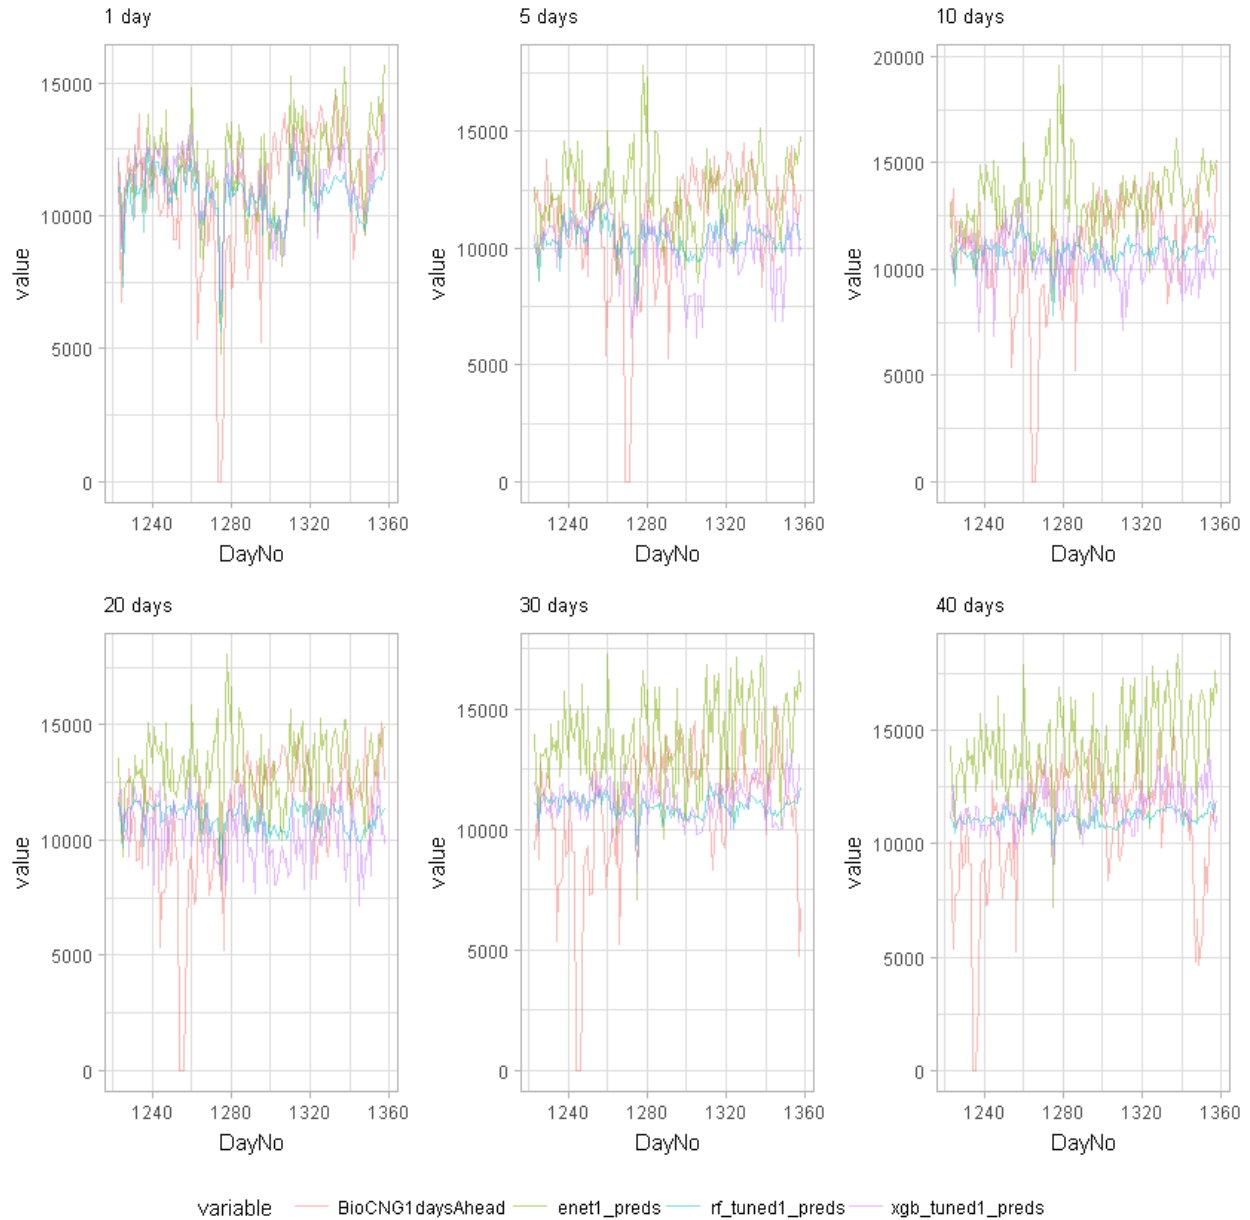 1 day
5 days
10 days
15000
10000
5000
0
value
1240 1280 1320 1360
DayNo
15000
10000
5000
0
value
1240 1280 1320 1360
DayNo
20000
15000
10000
5000
0
value
1240 1280 1320 1360
DayNo
20 days
30 days
40 days
15000
10000
5000
0
value
1240 1280 1320 1360
DayNo
15000
10000
5000
0
value
1240 1280 1320 1360
DayNo
15000
10000
5000
0
value
1240 1280 1320 1360
DayNo
variable BioCNG1daysAhead enet1_preds rf_tuned1_preds xgb_tuned1_preds